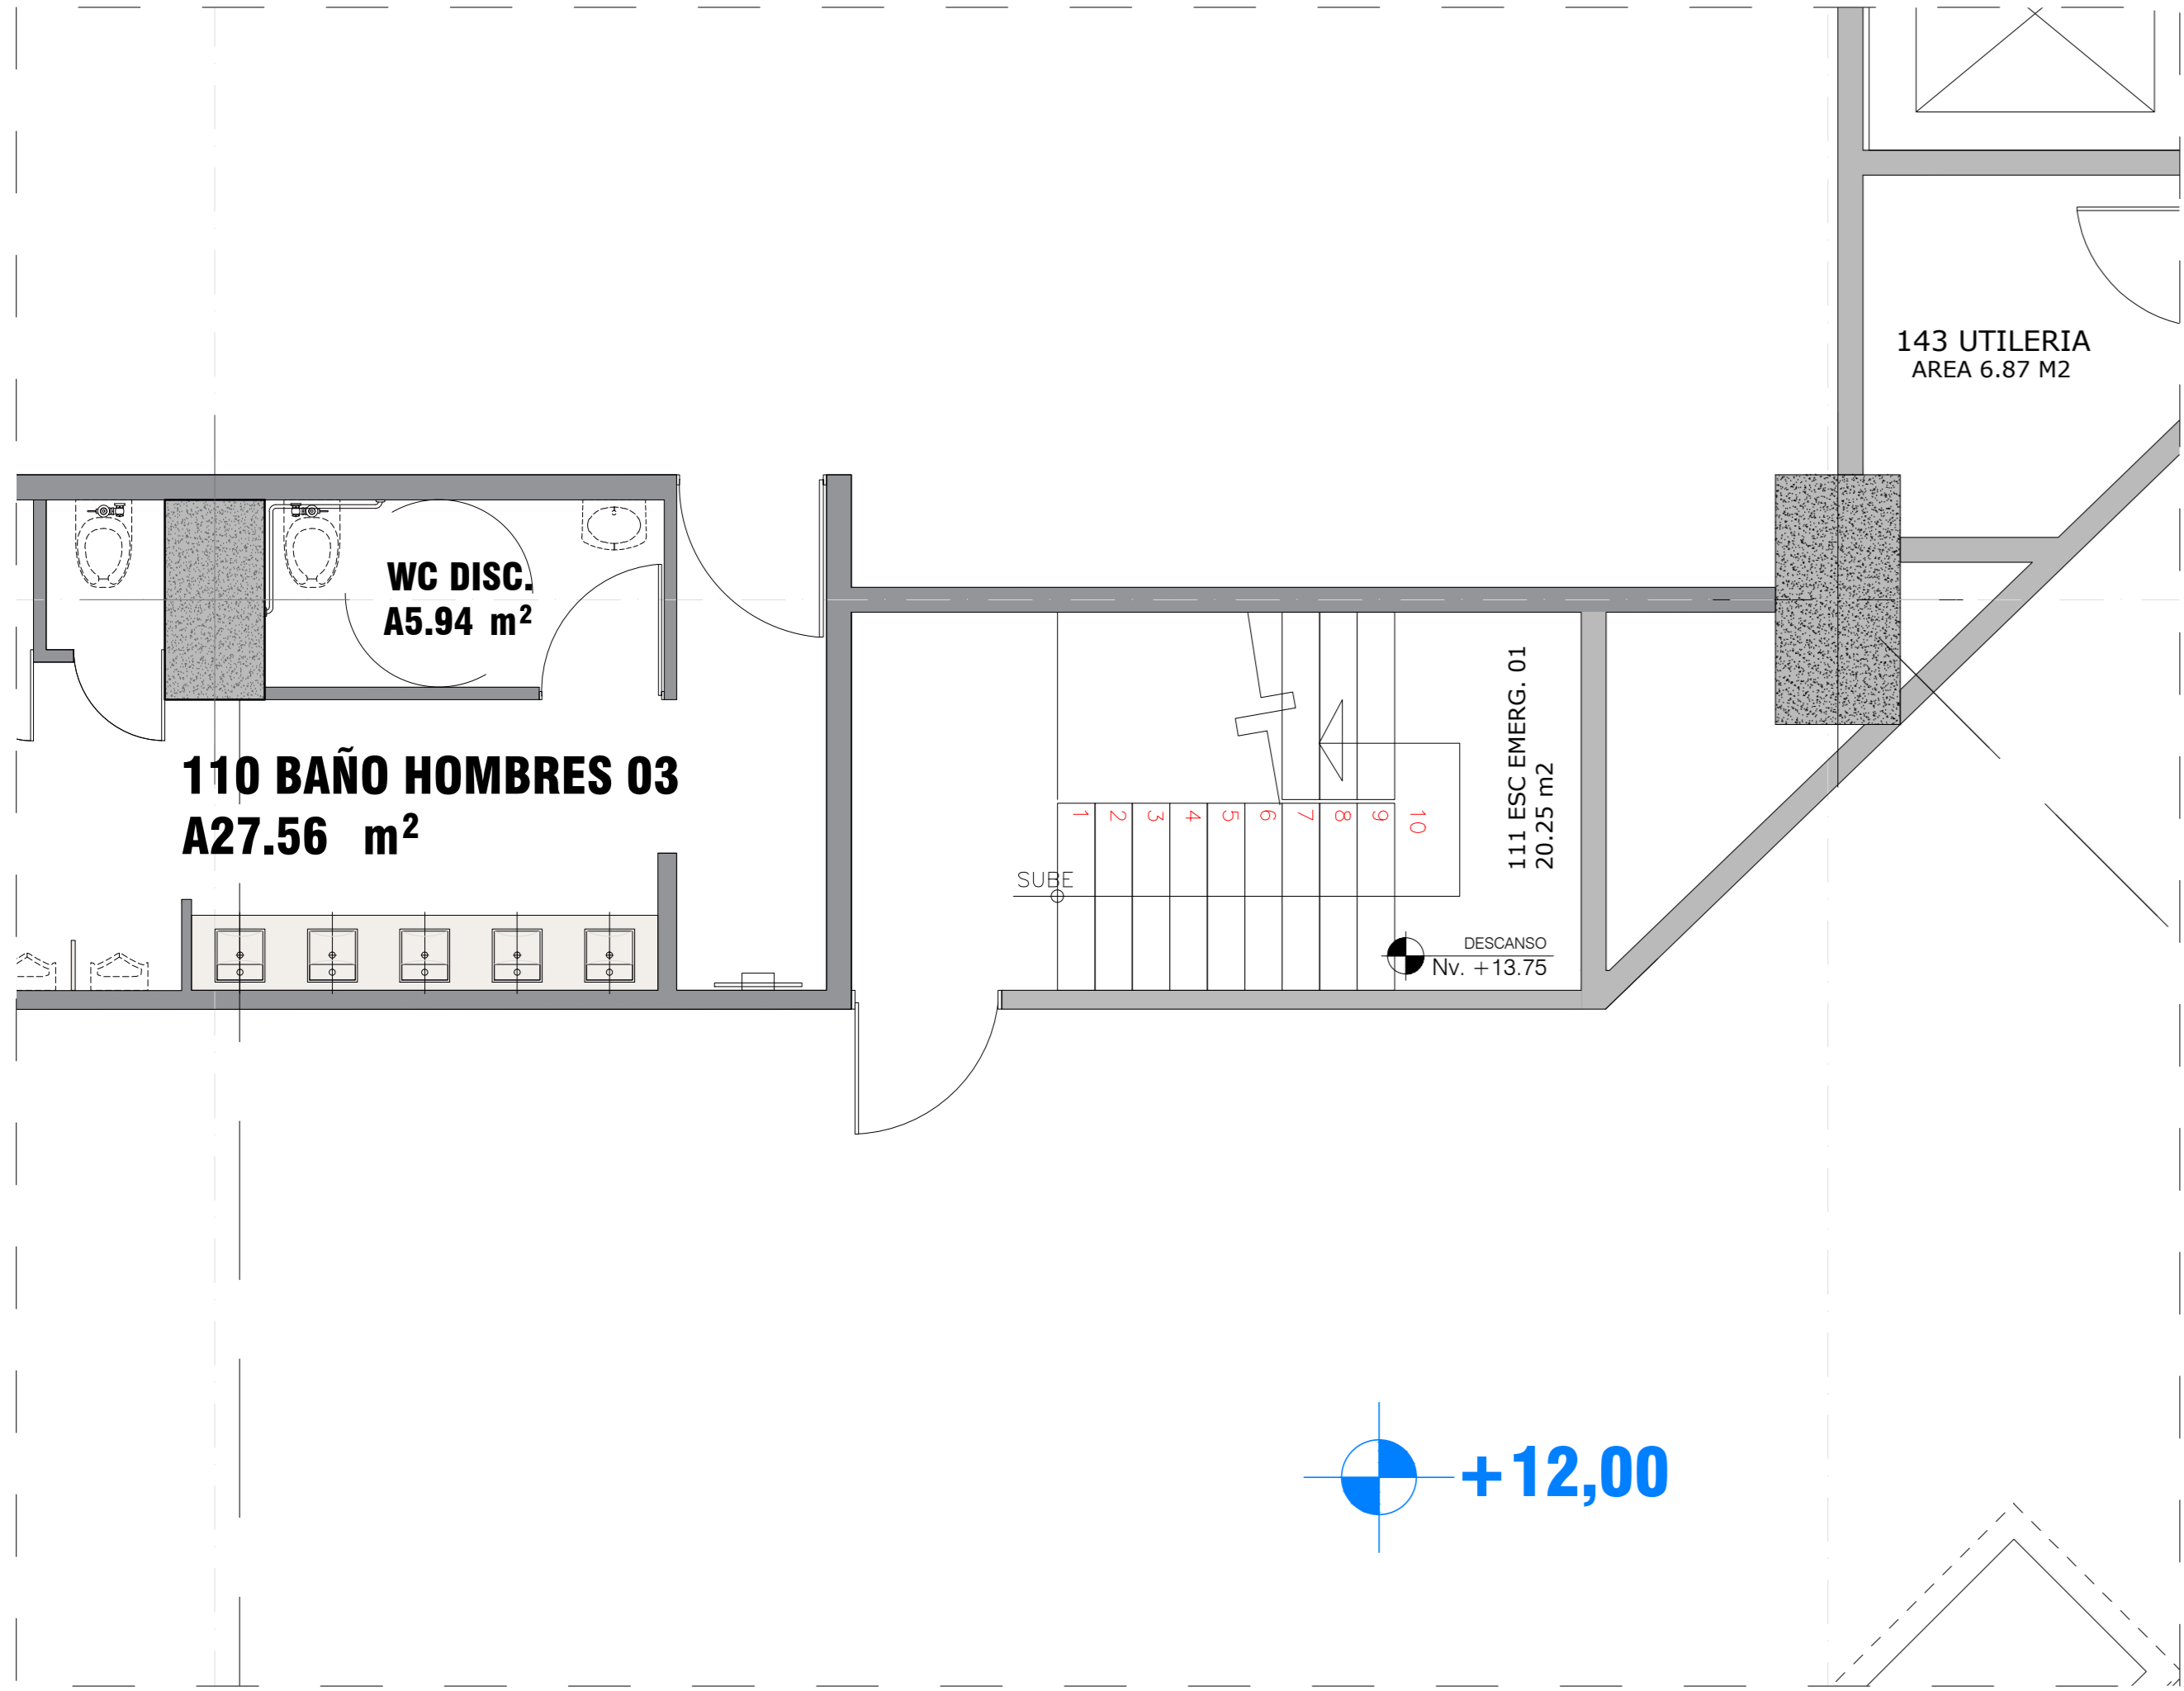 143 UTILERIA
AREA 6.87 M2
WC DISC.
A5.94 m²
110 BAÑO HOMBRES 03
A27.56 m²
111 ESC EMERG. 01
20.25 m2
1 2 3 4 5 6 7 8 9 10
SUBE
DESCANSO
Nv. +13.75
+12,00